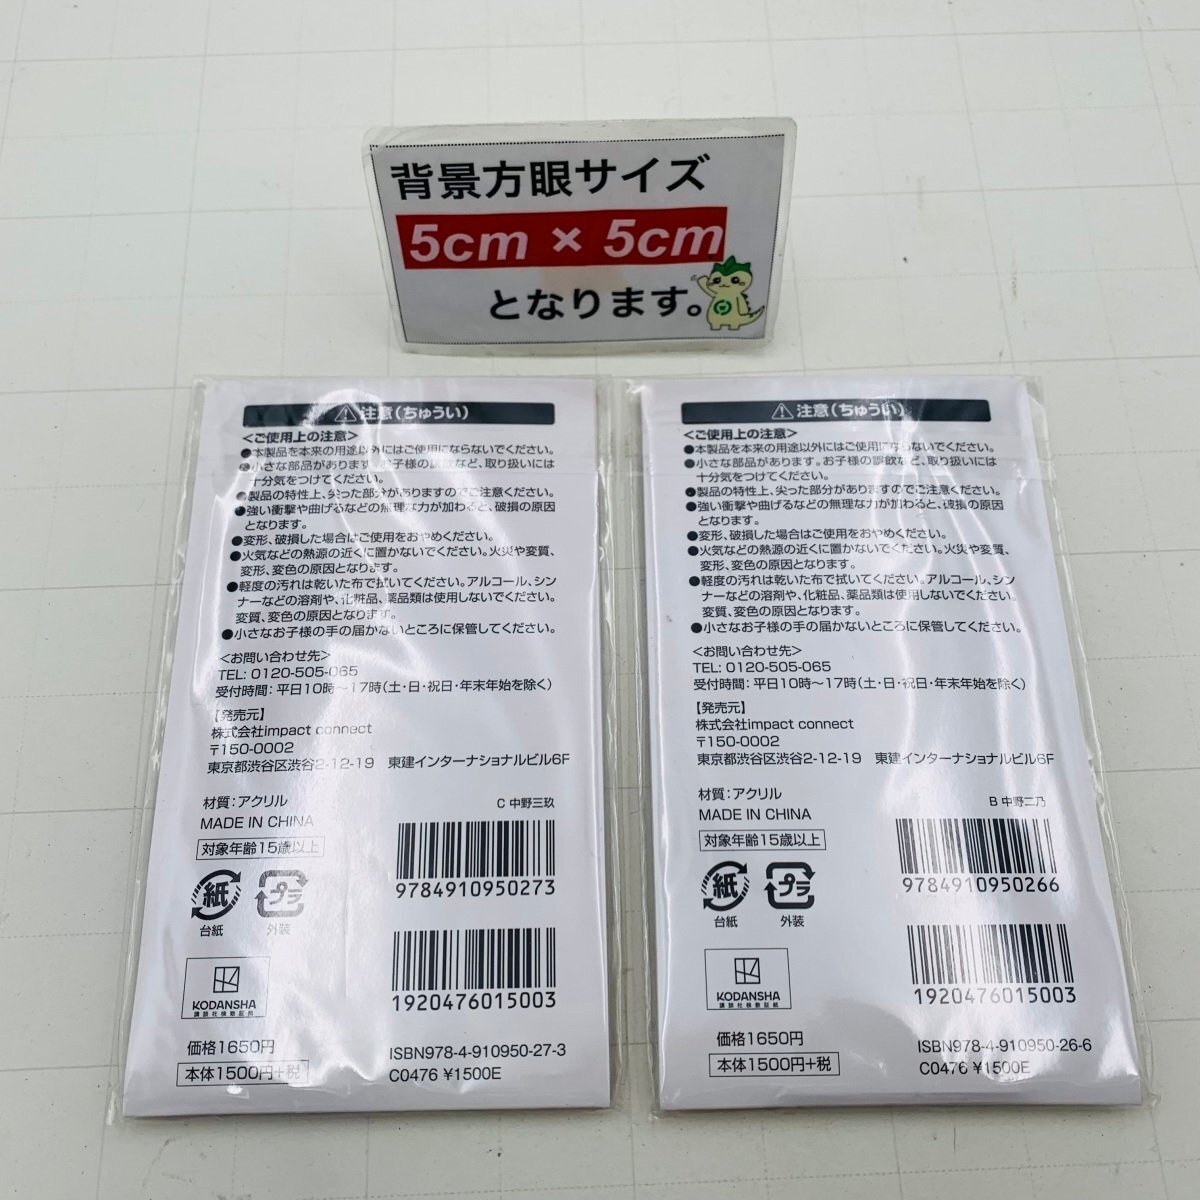 背景方眼サイズ
5cm × 5cm
となります。
注意(ちゅうい)
<ご使用上の注意>
●本製品を本来の用途以外にはご使用にならないでください。
●小さな部品があります。お子様の誤飲など、取り扱いには
十分気をつけてください。
●製品の特性上、尖った部分がありますのでご注意ください。
●強い衝撃や曲げるなどの無理な力が加わると、破損の原因
となります。
●変形、破損した場合はご使用をおやめください。
●火気などの熱源の近くに置かないでください。火災や変質、
変形、変色の原因となります。
●軽度の汚れは乾いた布で拭いてください。アルコール、シン
ナーなどの溶剤や、化粧品、薬品類は使用しないでください。
変質、変色の原因となります。
●小さなお子様の手の届かないところに保管してください。
<お問い合わせ先>
TEL: 0120-505-065
受付時間：平日10時～17時(土・日・祝日・年末年始を除く)
【発売元】
株式会社impact connect
〒150-0002
東京都渋谷区渋谷2-12-19 東建インターナショナルビル6F
材質：アクリル
C 中野三玖
MADE IN CHINA
対象年齢15歳以上
9784910950273
紙
台紙
プラ
外装
1920476015003
KODANSHA
講談社検数証紙
価格1650円
本体1500円+税
ISBN978-4-910950-27-3
C0476 ¥1500E
注意(ちゅうい)
<ご使用上の注意>
●本製品を本来の用途以外にはご使用にならないでください。
●小さな部品があります。お子様の誤飲など、取り扱いには
十分気をつけてください。
●製品の特性上、尖った部分がありますのでご注意ください。
●強い衝撃や曲げるなどの無理な力が加わると、破損の原因
となります。
●変形、破損した場合はご使用をおやめください。
●火気などの熱源の近くに置かないでください。火災や変質、
変形、変色の原因となります。
●軽度の汚れは乾いた布で拭いてください。アルコール、シン
ナーなどの溶剤や、化粧品、薬品類は使用しないでください。
変質、変色の原因となります。
●小さなお子様の手の届かないところに保管してください。
<お問い合わせ先>
TEL: 0120-505-065
受付時間：平日10時～17時(土・日・祝日・年末年始を除く)
【発売元】
株式会社impact connect
〒150-0002
東京都渋谷区渋谷2-12-19 東建インターナショナルビル6F
材質：アクリル
B 中野二乃
MADE IN CHINA
対象年齢15歳以上
9784910950266
紙
台紙
プラ
外装
1920476015003
KODANSHA
講談社検数証紙
価格1650円
本体1500円+税
ISBN978-4-910950-26-6
C0476 ¥1500E